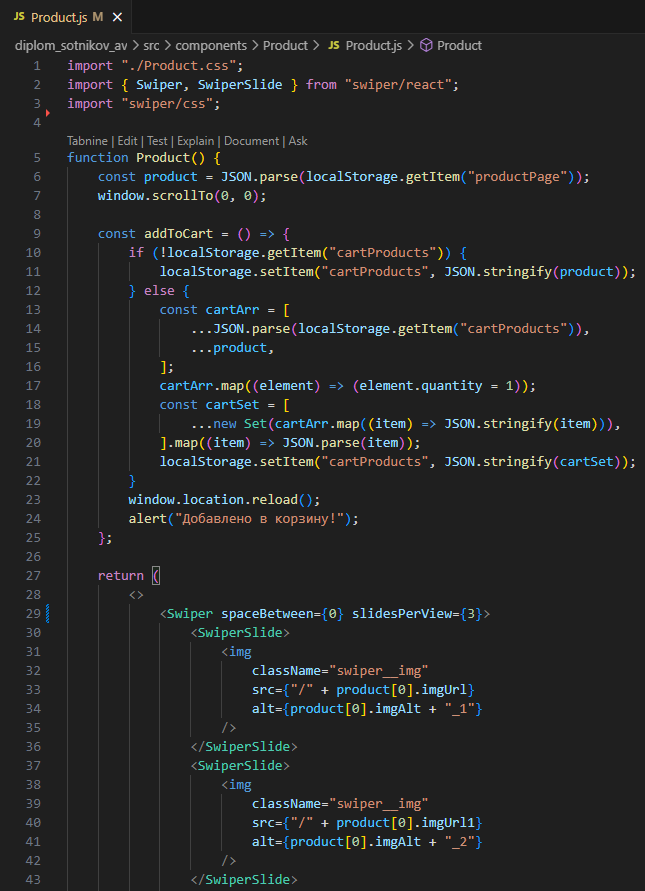 JS Product.js M ×
diplom_sotnikov_av > src > components > Product > JS Product.js > Product
1 import "./Product.css";
2 import { Swiper, SwiperSlide } from "swiper/react";
3 import "swiper/css";
4
Tabnine | Edit | Test | Explain | Document | Ask
5 function Product() {
6     const product = JSON.parse(localStorage.getItem("productPage"));
7     window.scrollTo(0, 0);
8
9     const addToCart = () => {
10         if (!localStorage.getItem("cartProducts")) {
11             localStorage.setItem("cartProducts", JSON.stringify(product));
12         } else {
13             const cartArr = [
14                 ...JSON.parse(localStorage.getItem("cartProducts")),
15                 ...product,
16             ];
17             cartArr.map((element) => (element.quantity = 1));
18             const cartSet = [
19                 ...new Set(cartArr.map((item) => JSON.stringify(item))),
20             ].map((item) => JSON.parse(item));
21             localStorage.setItem("cartProducts", JSON.stringify(cartSet));
22         }
23         window.location.reload();
24         alert("Добавлено в корзину!");
25     };
26
27     return (
28         <>
29             <Swiper spaceBetween={0} slidesPerView={3}>
30                 <SwiperSlide>
31                     <img
32                         className="swiper__img"
33                         src={"/" + product[0].imgUrl}
34                         alt={product[0].imgAlt + "_1"}
35                     />
36                 </SwiperSlide>
37                 <SwiperSlide>
38                     <img
39                         className="swiper__img"
40                         src={"/" + product[0].imgUrl1}
41                         alt={product[0].imgAlt + "_2"}
42                     />
43                 </SwiperSlide>